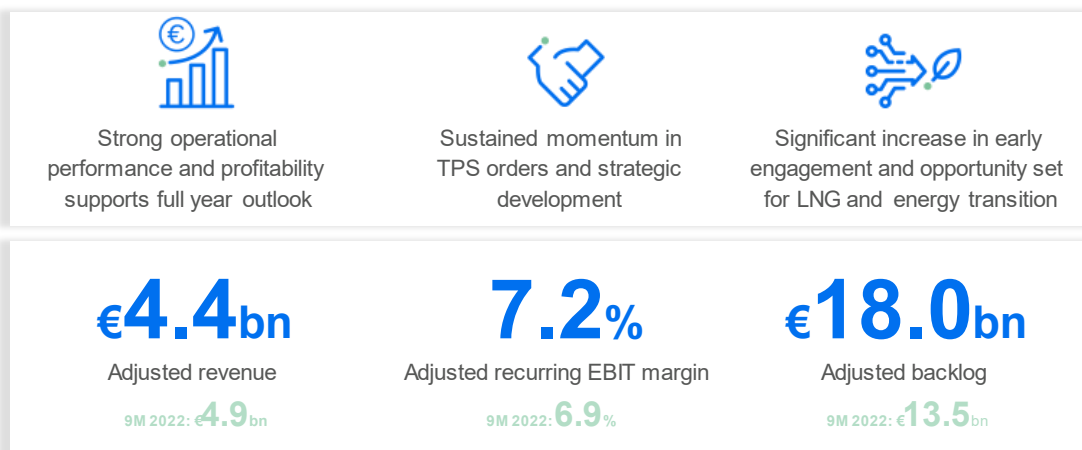 €
Strong operational
performance and profitability
supports full year outlook
Sustained momentum in
TPS orders and strategic
development
Significant increase in early
engagement and opportunity set
for LNG and energy transition
€4.4bn
Adjusted revenue
9M 2022: €4.9bn
7.2%
Adjusted recurring EBIT margin
9M 2022: 6.9%
€18.0bn
Adjusted backlog
9M 2022: €13.5bn